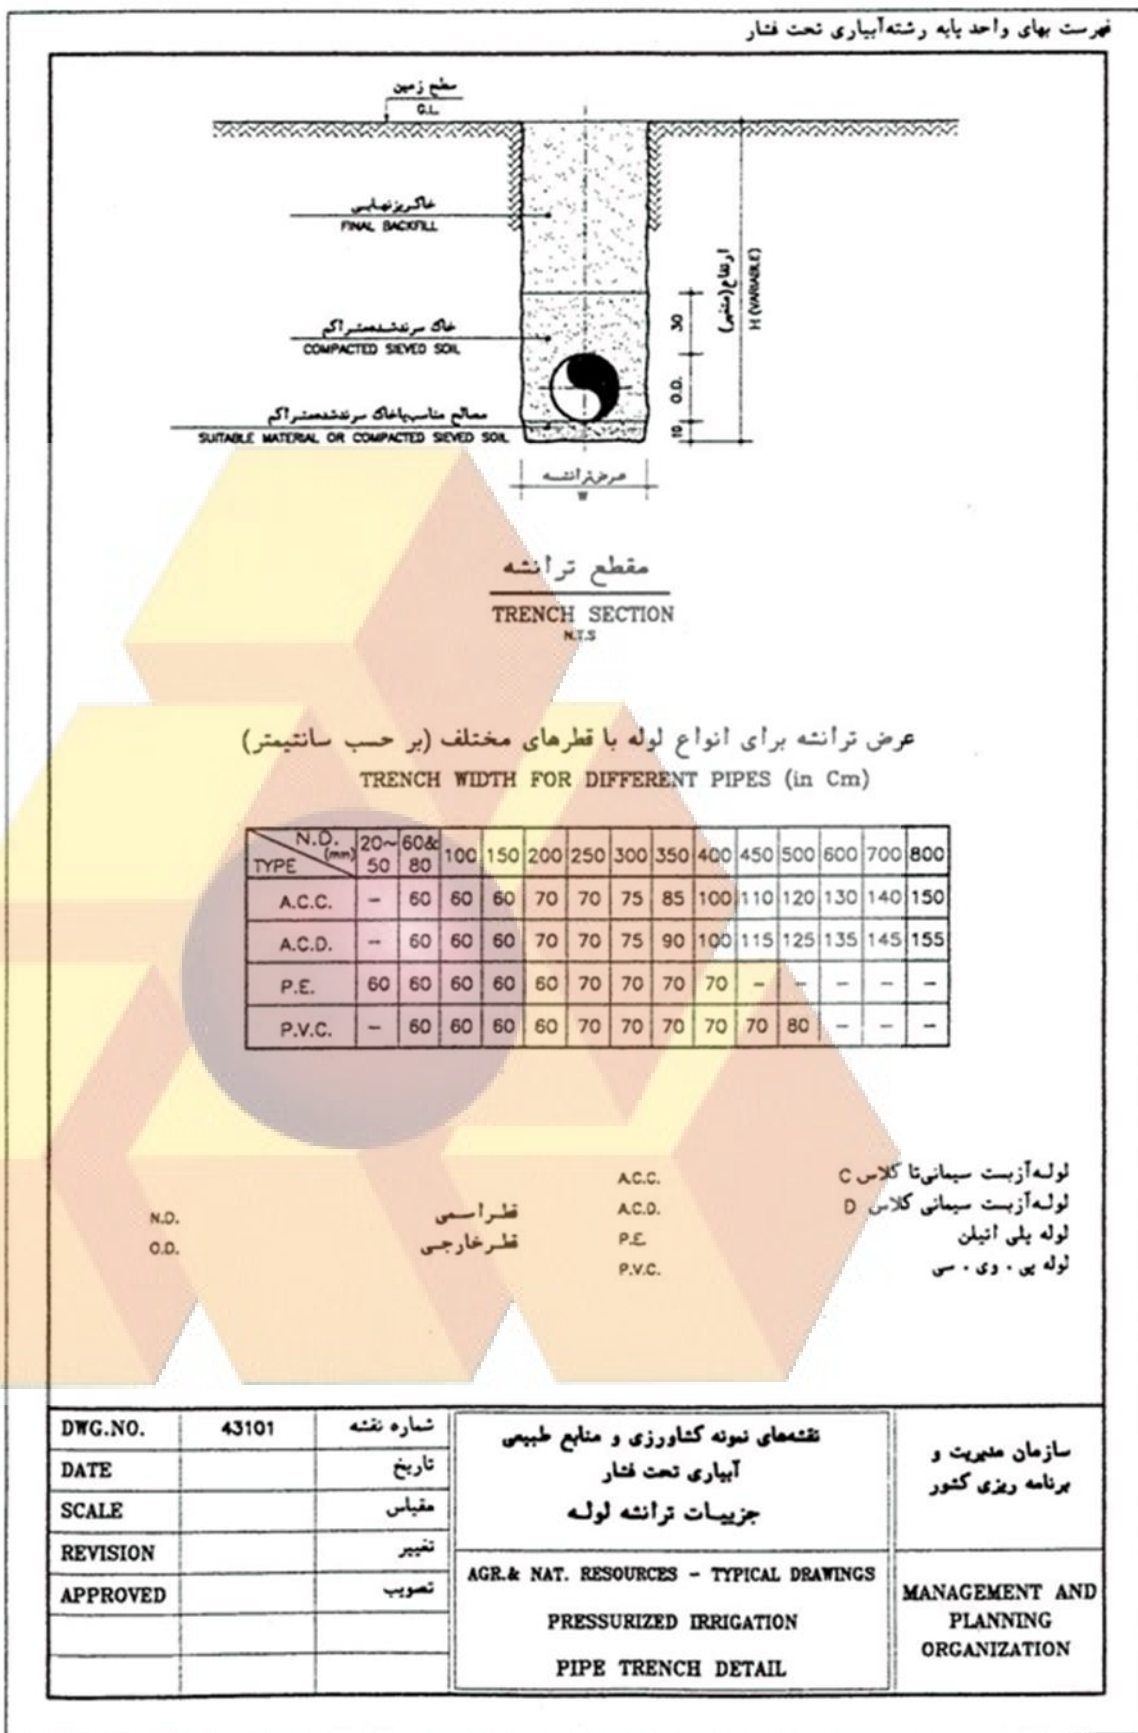 فهرست بهای واحد پایه رشته آبیاری تحت فشار
سطح زمین
G.L.
خاکریز نهایی
FINAL BACKFILL
خاک سرند شده متراکم
COMPACTED SIEVED SOIL
مصالح مناسب یا خاک سرند شده متراکم
SUITABLE MATERIAL OR COMPACTED SIEVED SOIL
30
O.D.
10
ارتفاع (متغیر)
H (VARIABLE)
عرض ترانشه
W
مقطع ترانشه
TRENCH SECTION
N.T.S
عرض ترانشه برای انواع لوله با قطرهای مختلف (بر حسب سانتیمتر)
TRENCH WIDTH FOR DIFFERENT PIPES (in Cm)
N.D. (mm) TYPE 20~50 60& 80 100 150 200 250 300 350 400 450 500 600 700 800
A.C.C. - 60 60 60 70 70 75 85 100 110 120 130 140 150
A.C.D. - 60 60 60 70 70 75 90 100 115 125 135 145 155
P.E. 60 60 60 60 60 70 70 70 70 - - - - -
P.V.C. - 60 60 60 60 70 70 70 70 70 80 - - -
لوله آزبست سیمانی تا کلاس C A.C.C.
لوله آزبست سیمانی کلاس D A.C.D.
لوله پلی اتیلن P.E.
لوله پی . وی . سی P.V.C.
قطر اسمی N.D.
قطر خارجی O.D.
DWG.NO. 43101 شماره نقشه
DATE تاریخ
SCALE مقیاس
REVISION تغییر
APPROVED تصویب
نقشه‌های نمونه کشاورزی و منابع طبیعی
آبیاری تحت فشار
جزییات ترانشه لوله
AGR.& NAT. RESOURCES - TYPICAL DRAWINGS
PRESSURIZED IRRIGATION
PIPE TRENCH DETAIL
سازمان مدیریت و
برنامه ریزی کشور
MANAGEMENT AND
PLANNING
ORGANIZATION